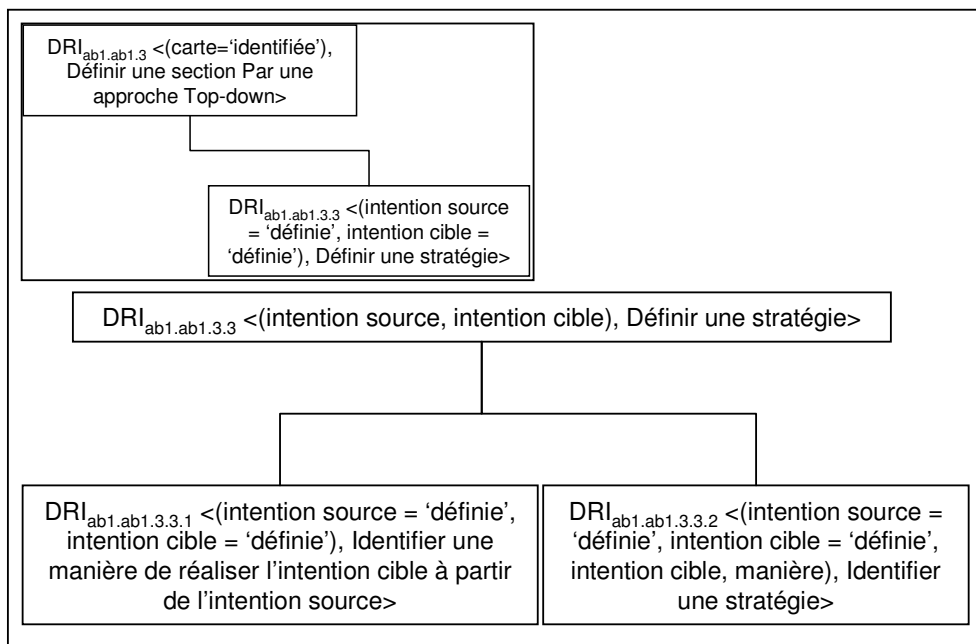 DRIab1.ab1.3 <(carte=‘identifiée’),
Définir une section Par une
approche Top-down>
DRIab1.ab1.3.3 <(intention source
= ‘définie’, intention cible =
‘définie’), Définir une stratégie>
DRIab1.ab1.3.3 <(intention source, intention cible), Définir une stratégie>
DRIab1.ab1.3.3.1 <(intention source = ‘définie’,
intention cible = ‘définie’), Identifier une
manière de réaliser l’intention cible à partir
de l’intention source>
DRIab1.ab1.3.3.2 <(intention source =
‘définie’, intention cible = ‘définie’,
intention cible, manière), Identifier
une stratégie>